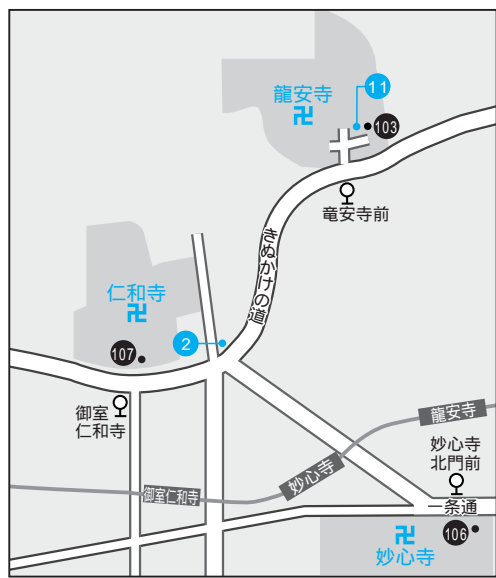 龍安寺
卍
11
103
竜安寺前
きぬかけの道
仁和寺
卍
2
107
御室
仁和寺
龍安寺
妙心寺
北門前
妙心寺
御室仁和寺
一条通
卍
106
妙心寺